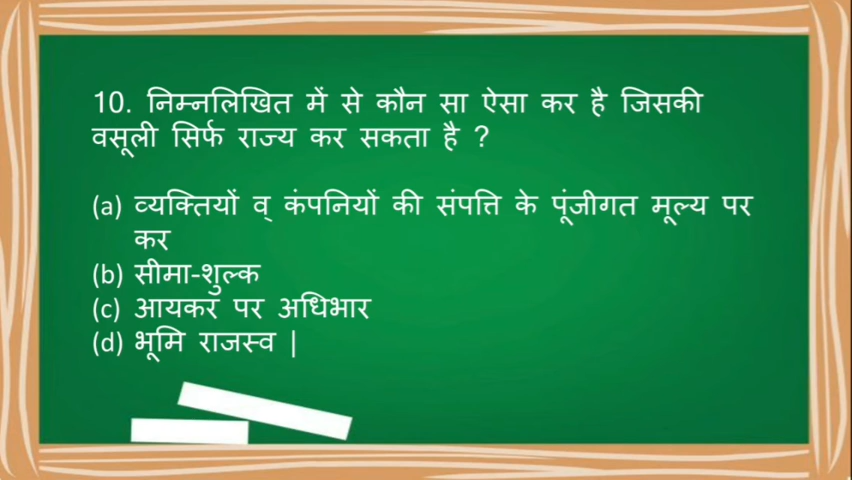 10. निम्नलिखित में से कौन सा ऐसा कर है जिसकी
वसूली सिर्फ राज्य कर सकता है ?
(a) व्यक्तियों व् कंपनियों की संपत्ति के पूंजीगत मूल्य पर
कर
(b) सीमा-शुल्क
(c) आयकर पर अधिभार
(d) भूमि राजस्व |